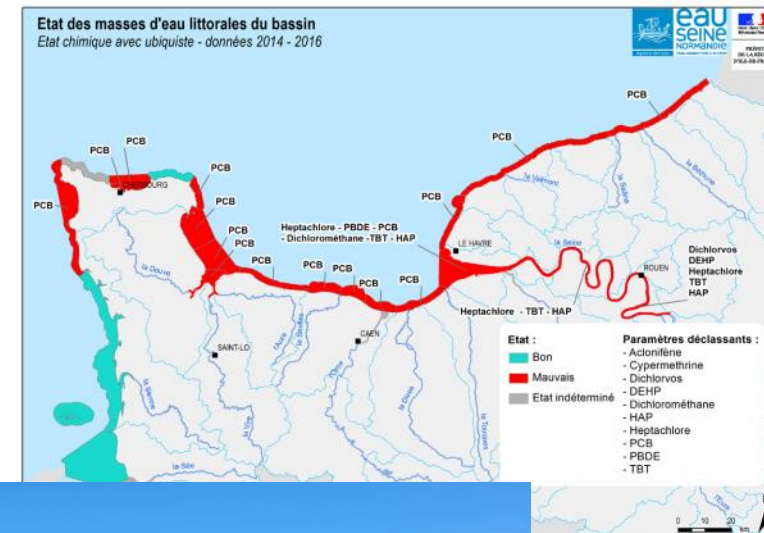 Etat des masses d'eau littorales du bassin
Etat chimique avec ubiquiste - données 2014 - 2016
eau
SEINE
NORMANDIE
PCB
PCB
PCB
PCB
PCB
CHERBOURG
PCB
PCB
PCB
PCB
PCB
PCB
PCB
PCB
PCB
PCB
PCB
Heptachlore - PBDE - PCB
- Dichlorométhane -TBT - HAP
LE HAVRE
la Seine
ROUEN
Dichlorvos
DEHP
Heptachlore
TBT
HAP
Heptachlore - TBT - HAP
la Douve
SAINT-LO
l'Aure
la Seulles
CAEN
l'Orne
la Dives
la Touques
la Sienne
la Vire
la Sée
la Béthune
l'Eure
Etat :
Bon
Mauvais
Etat indéterminé
Paramètres déclassants :
- Aclonifène
- Cypermethrine
- Dichlorvos
- DEHP
- Dichlorométhane
- HAP
- Heptachlore
- PCB
- PBDE
- TBT
0 10 20
km